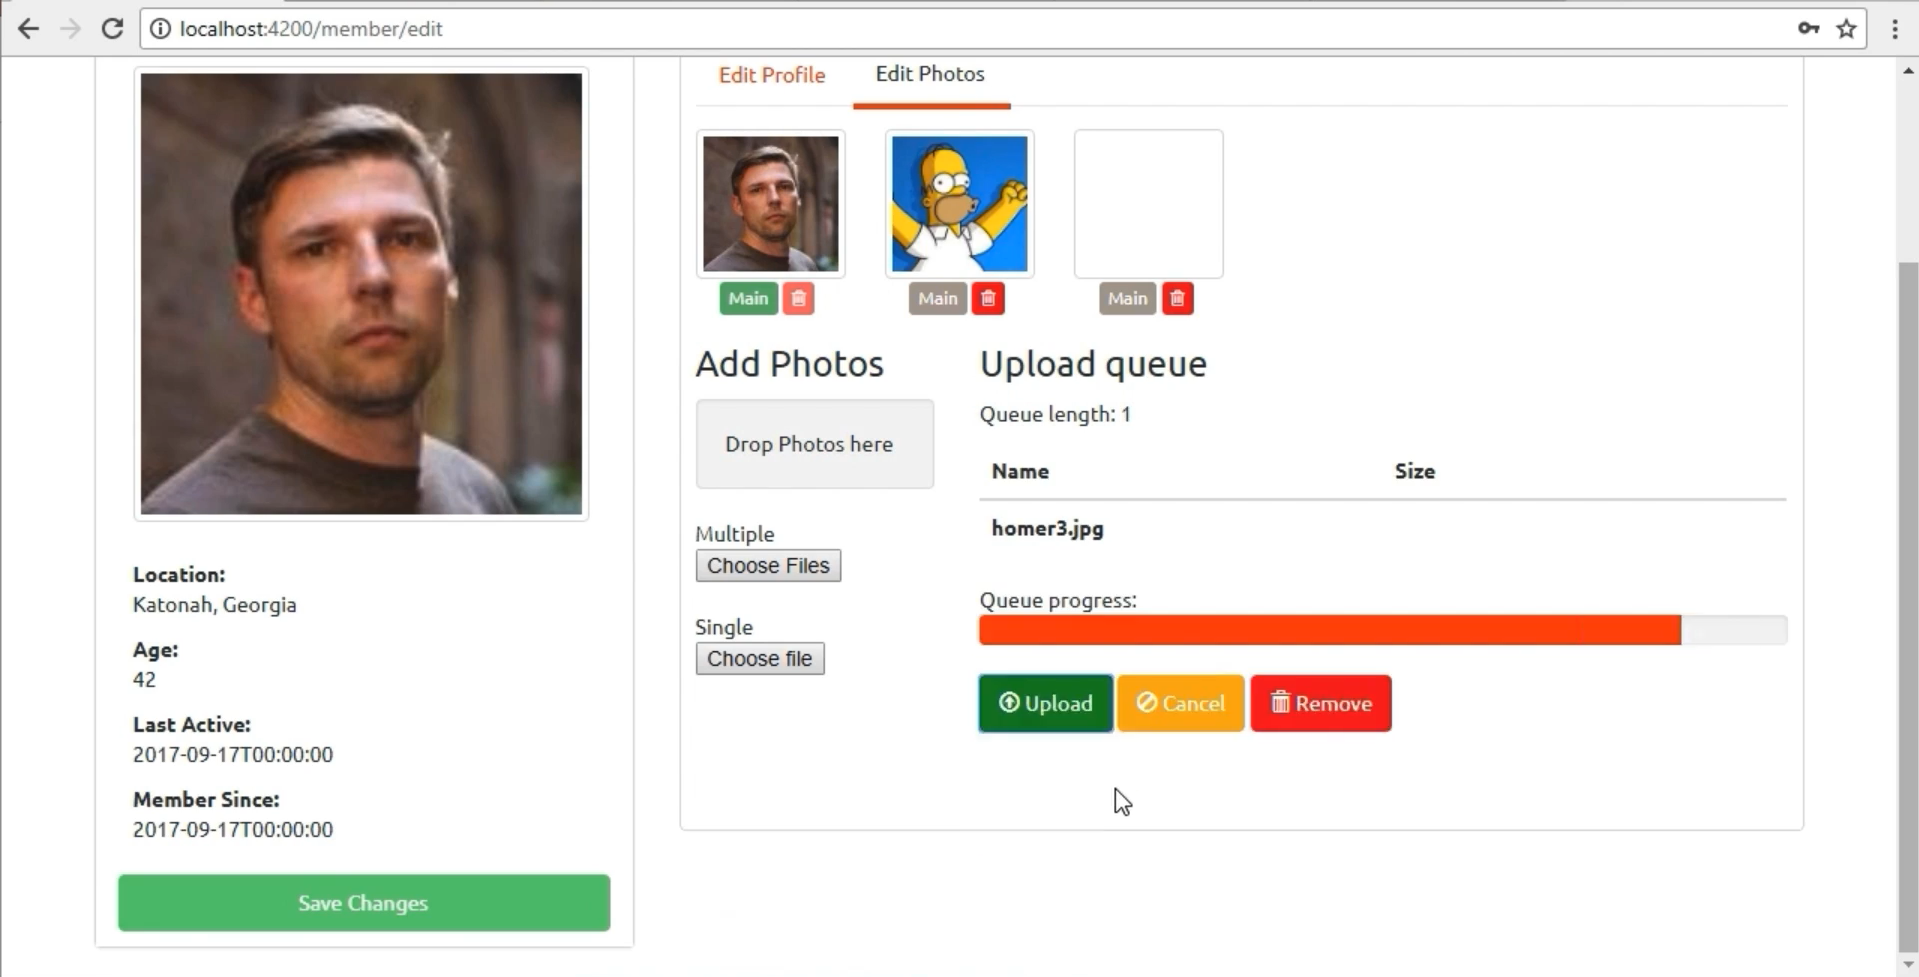 localhost:4200/member/edit
Edit Profile
Edit Photos
Main
Main
Main
Location:
Katonah, Georgia
Age:
42
Last Active:
2017-09-17T00:00:00
Member Since:
2017-09-17T00:00:00
Save Changes
Add Photos
Drop Photos here
Multiple
Choose Files
Single
Choose file
Upload queue
Queue length: 1
Name
Size
homer3.jpg
Queue progress:
Upload
Cancel
Remove